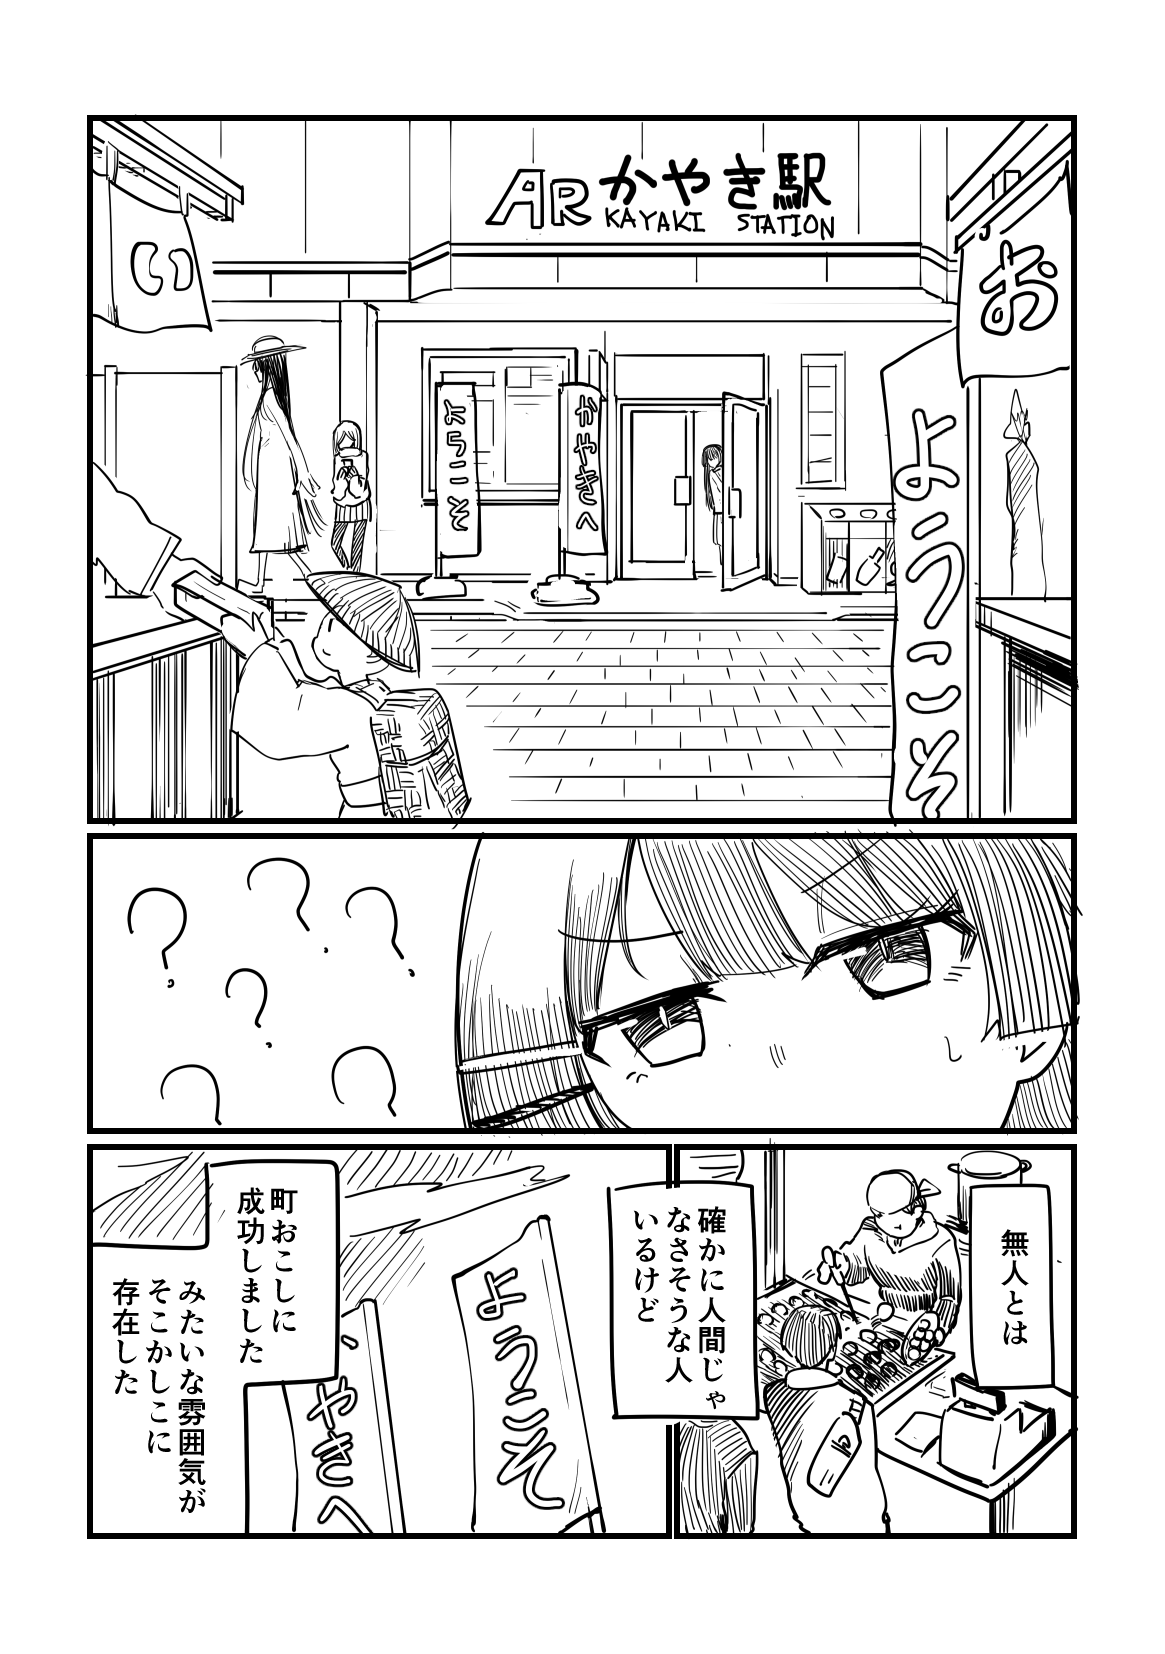 AR かやき駅
KAYAKI STATION
お
い
ようこそ
かやきへ
ようこそ
無人とは
確かに人間じゃ
なさそうな人
いるけど
ようこそ
やきへ
町おこしに
成功しました
みたいな雰囲気が
そこかしこに
存在した